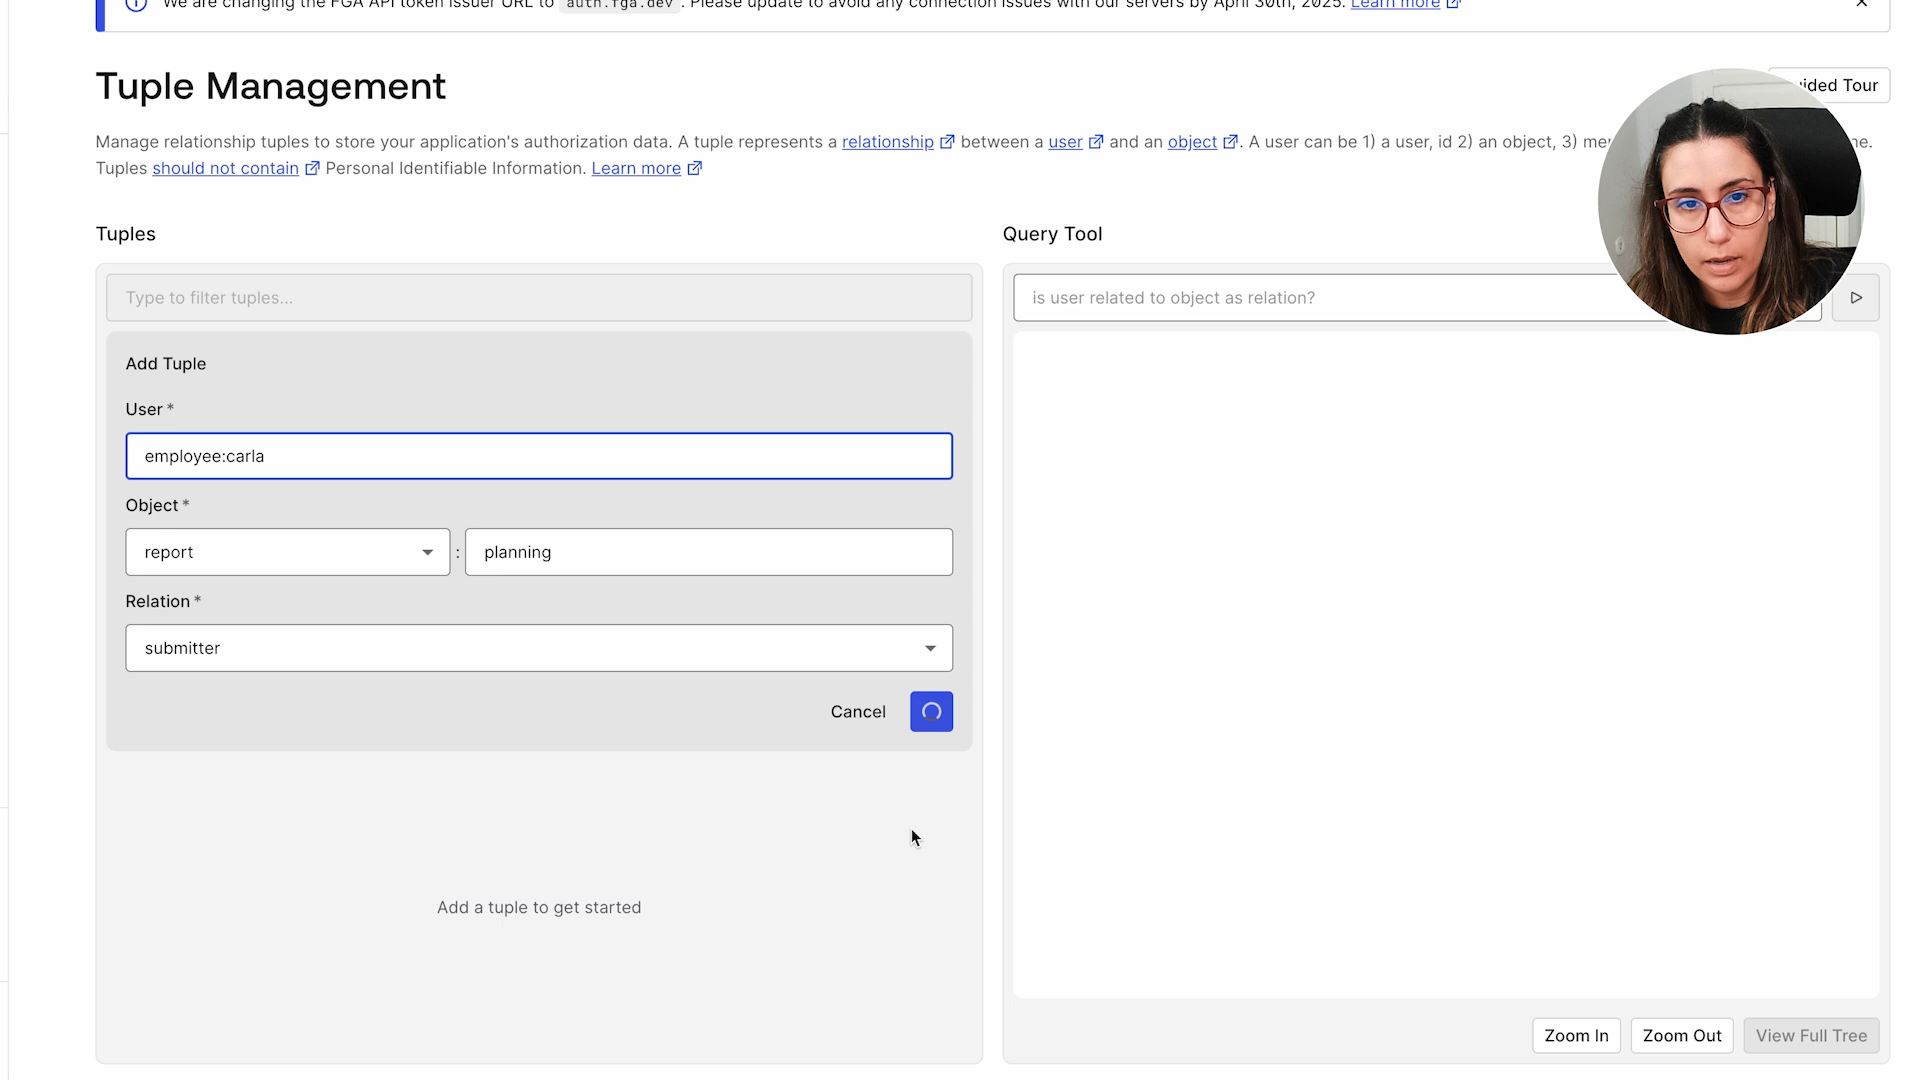 We are changing the FGA API token issuer URL to auth.fga.dev. Please update to avoid any connection issues with our servers by April 30th, 2025. Learn more
Tuple Management
ided Tour
Manage relationship tuples to store your application's authorization data. A tuple represents a relationship between a user and an object. A user can be 1) a user, id 2) an object, 3)
Tuples should not contain Personal Identifiable Information. Learn more
Tuples
Query Tool
Type to filter tuples...
is user related to object as relation?
Add Tuple
User *
employee:carla
Object *
report : planning
Relation *
submitter
Cancel
Add a tuple to get started
Zoom In Zoom Out View Full Tree